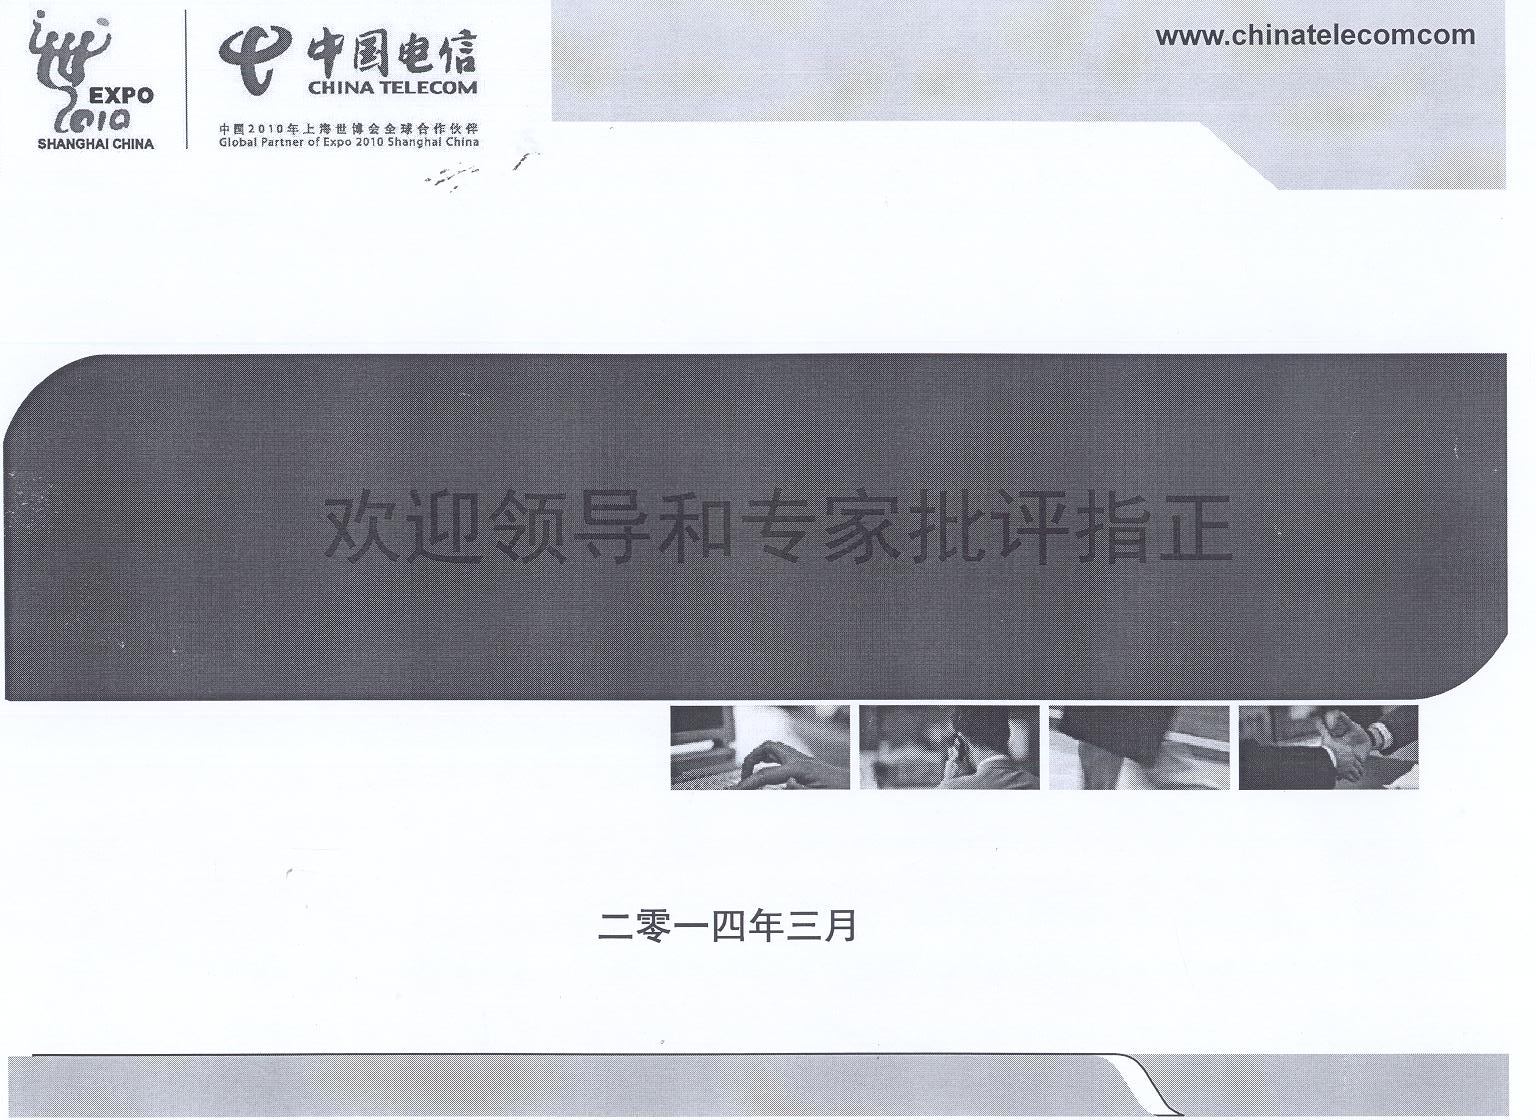 EXPO
2010
SHANGHAI CHINA
中国电信
CHINA TELECOM
中国2010年上海世博会全球合作伙伴
Global Partner of Expo 2010 Shanghai China
www.chinatelecomcom
欢迎领导和专家批评指正
二零一四年三月